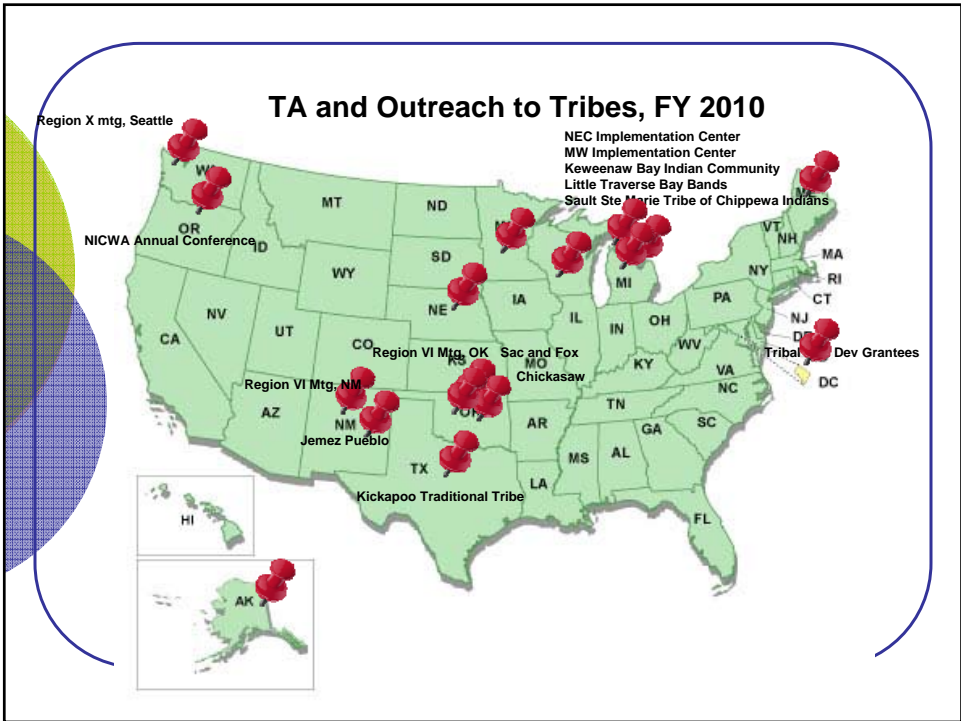 TA and Outreach to Tribes, FY 2010
Region X mtg, Seattle
NEC Implementation Center
MW Implementation Center
Keweenaw Bay Indian Community
Little Traverse Bay Bands
Sault Ste Marie Tribe of Chippewa Indians
NICWA Annual Conference
OR
ID
MT
ND
SD
WY
NE
IA
MI
VT
NH
MA
RI
CT
NY
NJ
PA
CA
NV
UT
CO
KS
MO
IL
IN
OH
WV
KY
VA
Tribal
Dev Grantees
DC
Region VI Mtg, OK Sac and Fox
Chickasaw
Region VI Mtg, NM
AZ
NM
Jemez Pueblo
AR
TN
NC
SC
GA
AL
MS
LA
TX
Kickapoo Traditional Tribe
FL
HI
AK